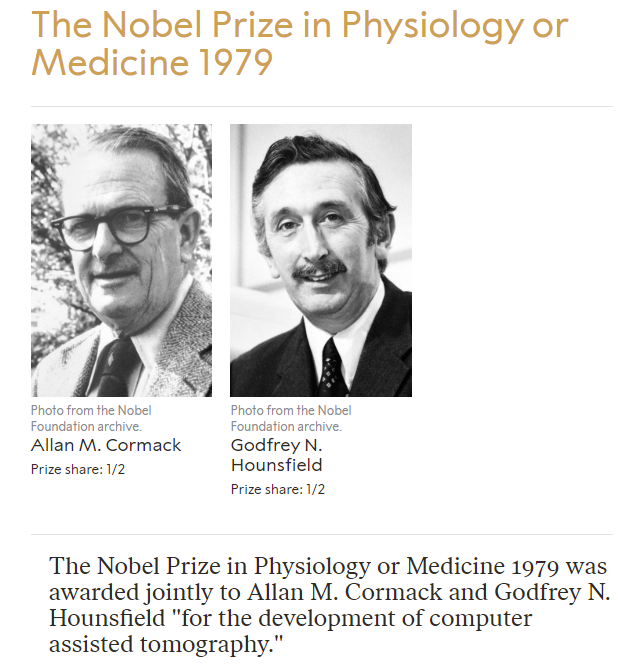 The Nobel Prize in Physiology or
Medicine 1979
Photo from the Nobel
Foundation archive.
Allan M. Cormack
Prize share: 1/2
Photo from the Nobel
Foundation archive.
Godfrey N.
Hounsfield
Prize share: 1/2
The Nobel Prize in Physiology or Medicine 1979 was
awarded jointly to Allan M. Cormack and Godfrey N.
Hounsfield "for the development of computer
assisted tomography."